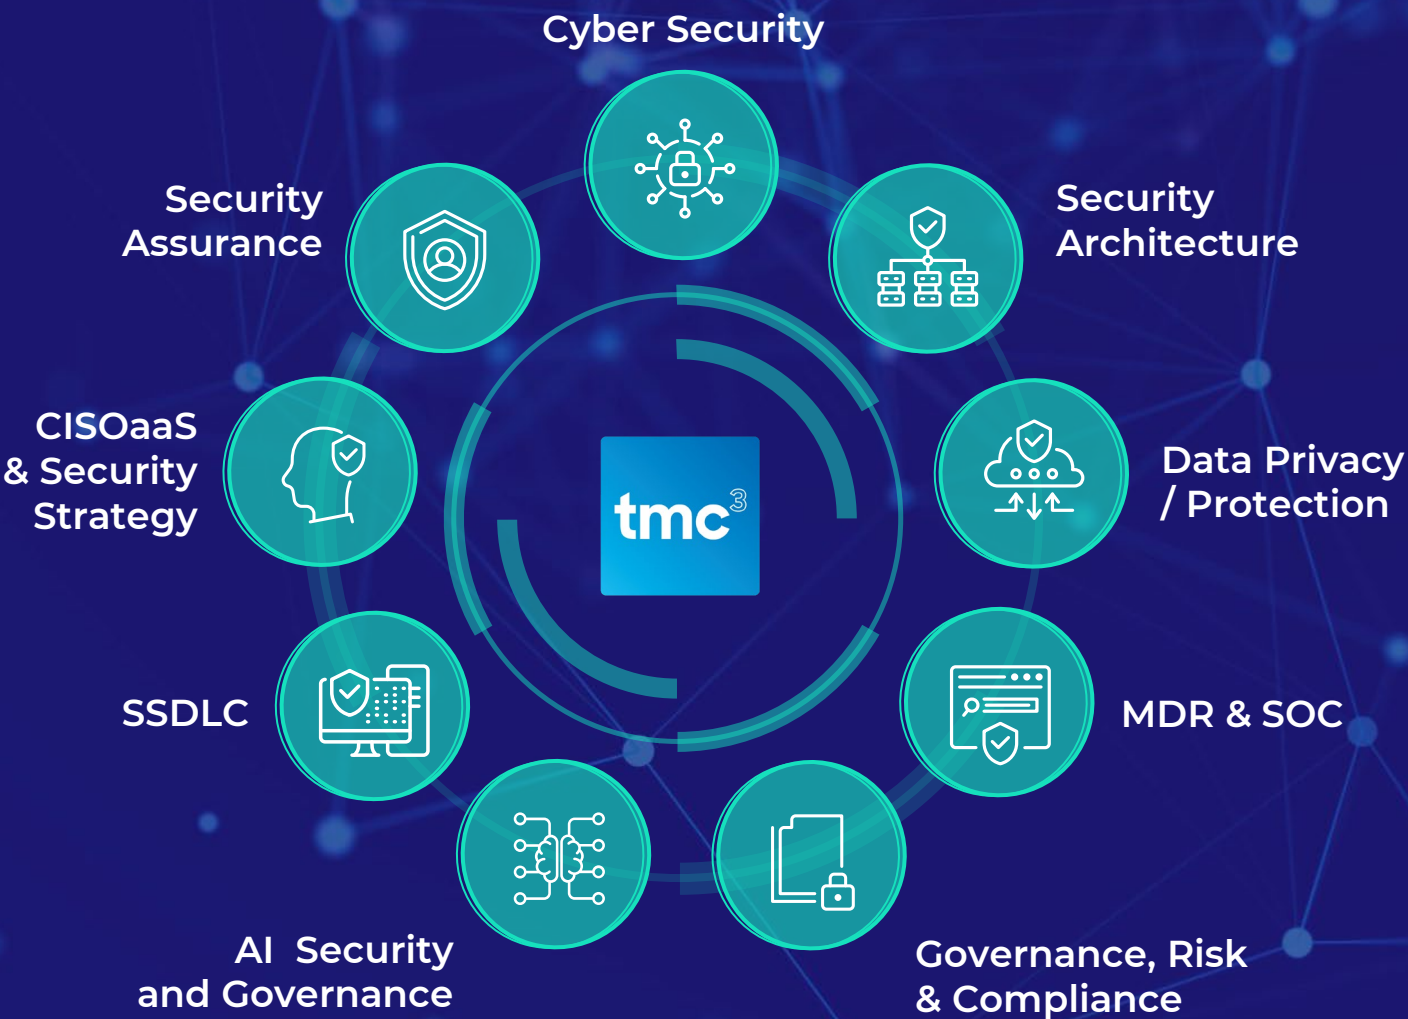 Cyber Security
Security
Assurance
Security
Architecture
CISOaaS
& Security
Strategy
Data Privacy
/ Protection
tmc³
SSDLC
MDR & SOC
AI  Security
and Governance
Governance, Risk
& Compliance